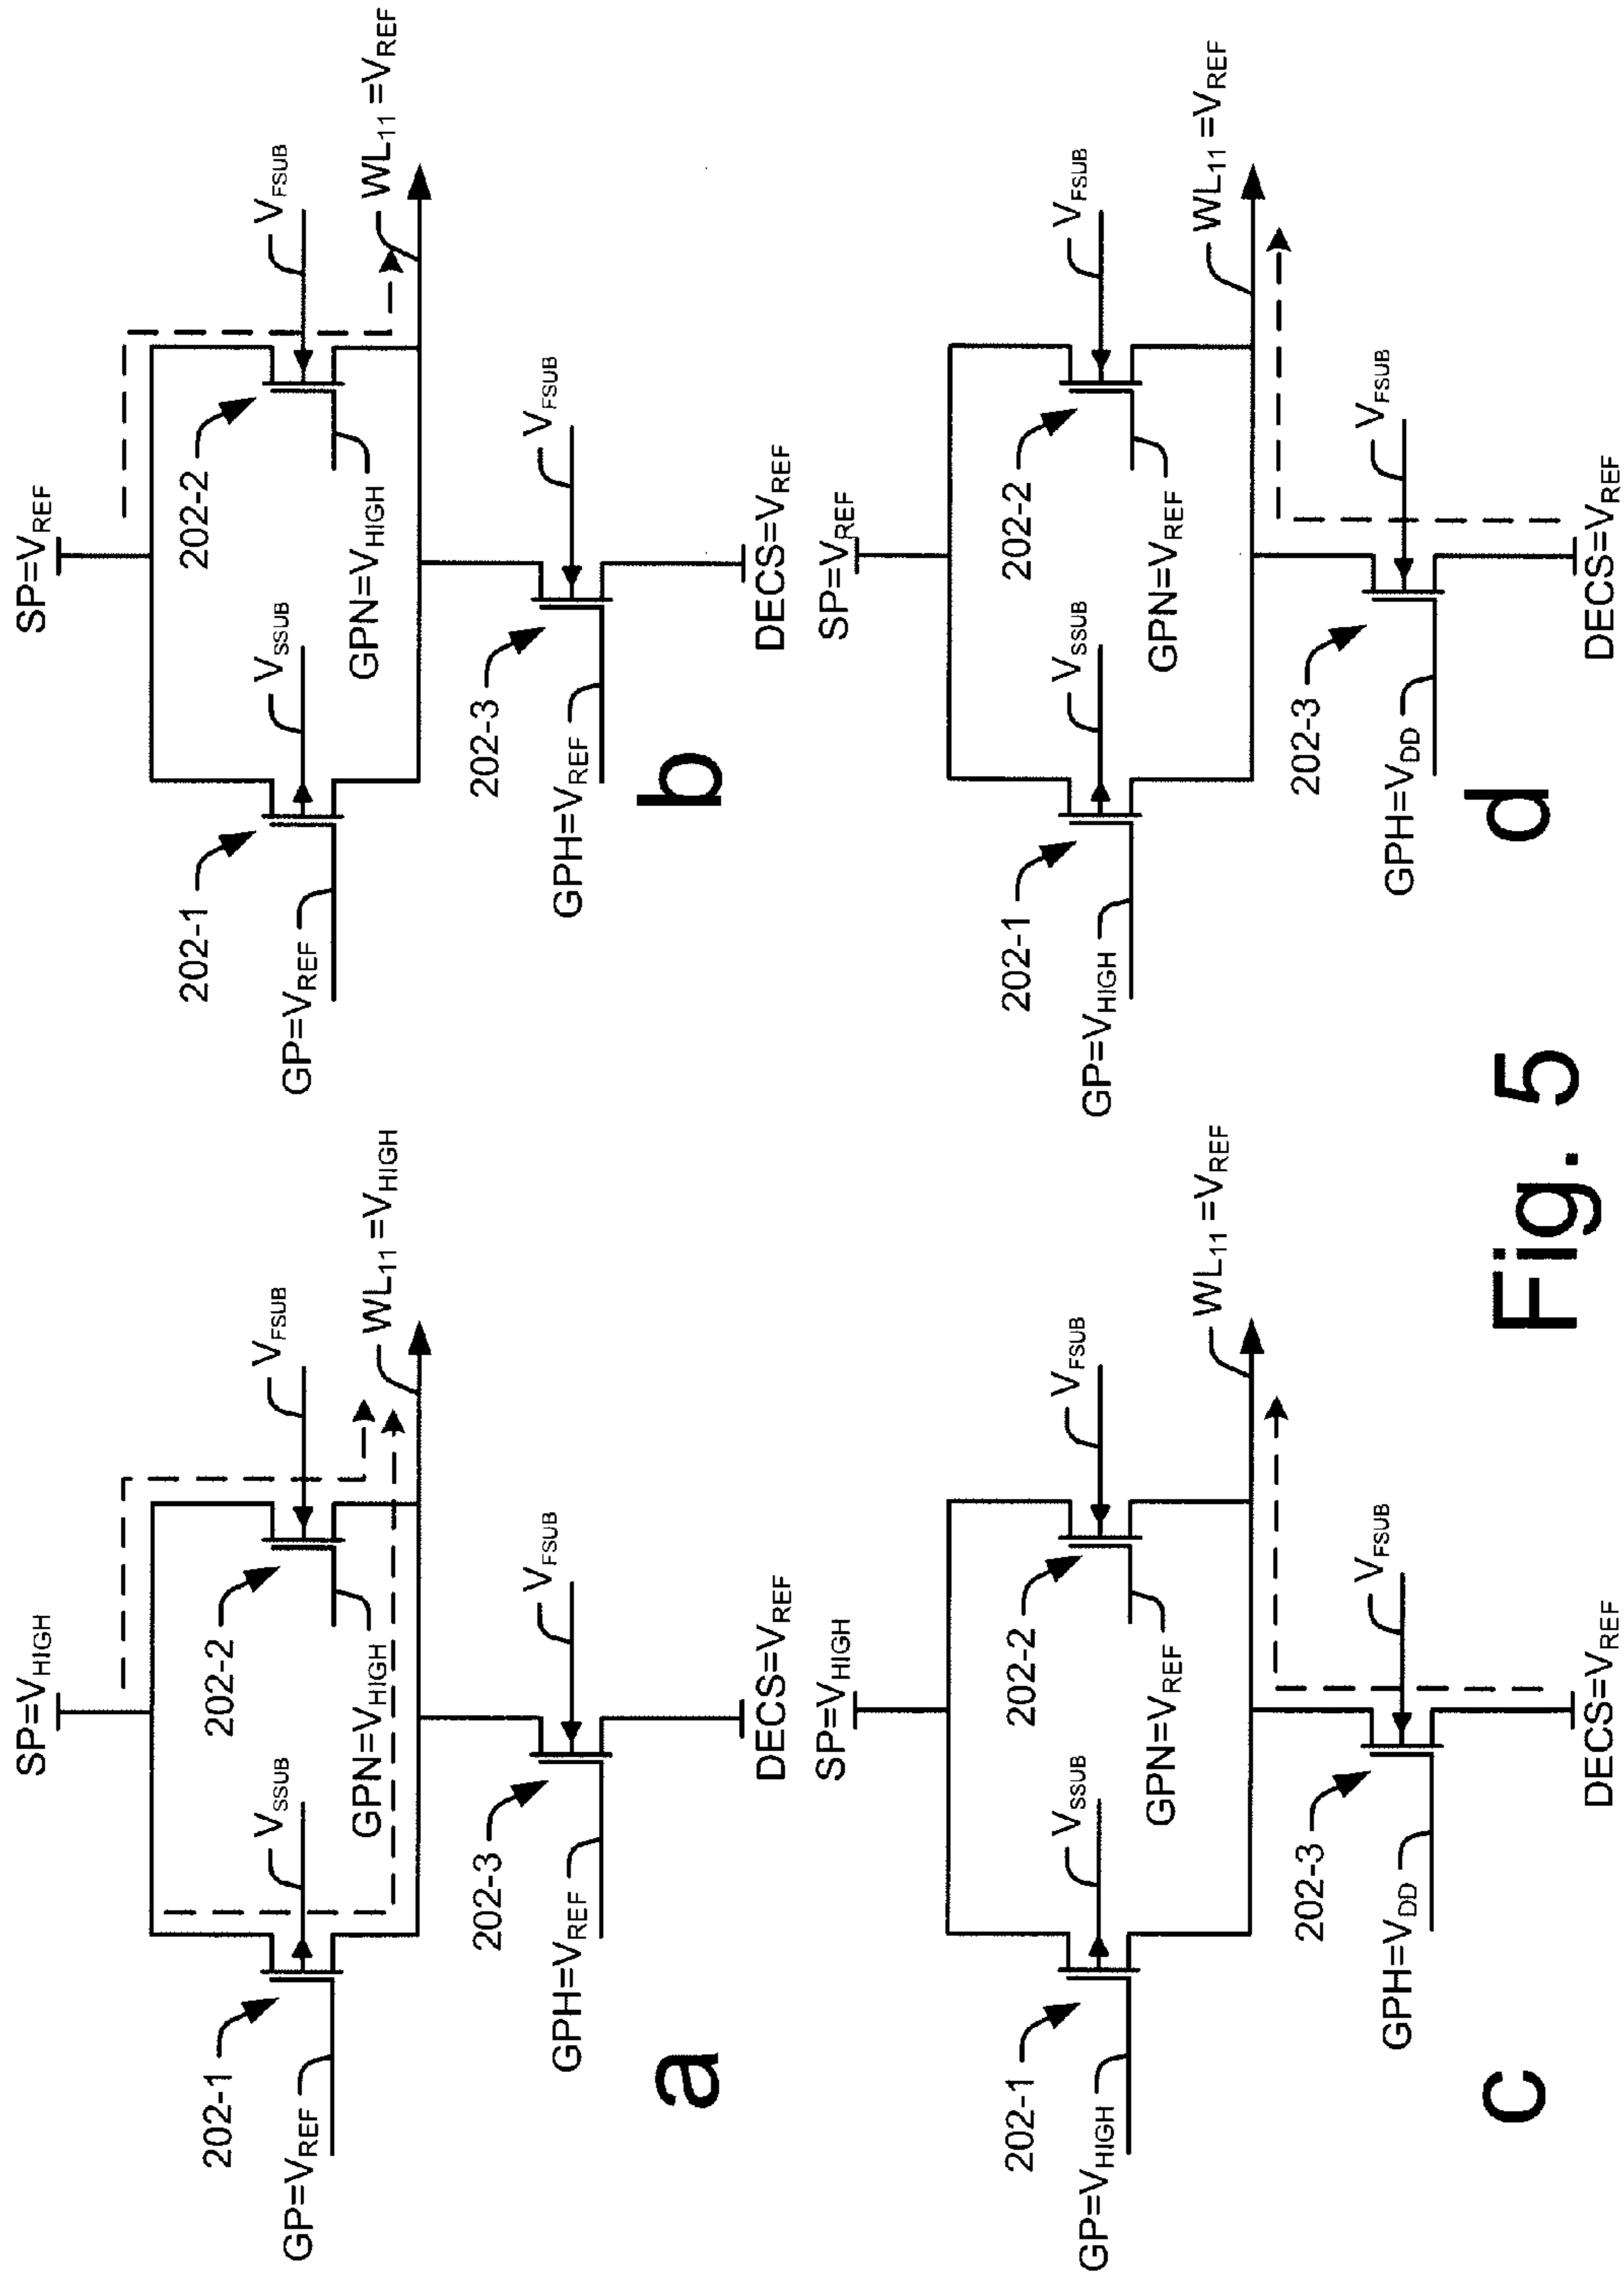 SP=VHIGH
202-1
GP=VREF
VSSUB
202-2
GPN=VHIGH
VFSUB
WL11 =VHIGH
202-3
GPH=VREF
VFSUB
DECS=VREF
a
SP=VREF
202-1
GP=VREF
VSSUB
202-2
GPN=VHIGH
VFSUB
WL11 =VREF
202-3
GPH=VREF
VFSUB
DECS=VREF
b
SP=VHIGH
202-1
GP=VHIGH
VSSUB
202-2
GPN=VREF
VFSUB
WL11 =VREF
202-3
GPH=VDD
VFSUB
DECS=VREF
c
SP=VREF
202-1
GP=VHIGH
VSSUB
202-2
GPN=VREF
VFSUB
WL11 =VREF
202-3
GPH=VDD
VFSUB
DECS=VREF
d
Fig. 5